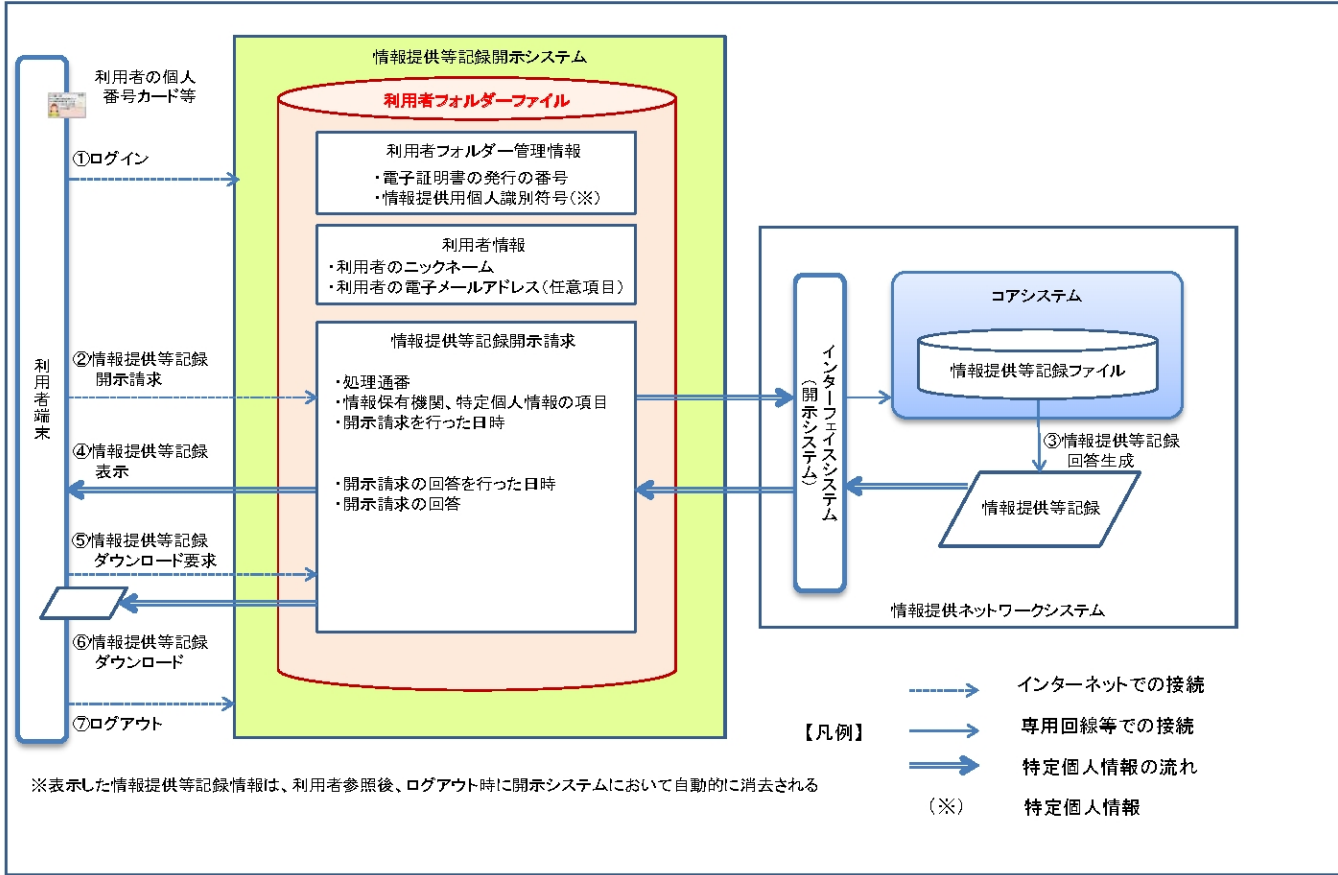 情報提供等記録開示システム
利用者の個人
番号カード等
利用者フォルダーファイル
利用者フォルダー管理情報
・電子証明書の発行の番号
・情報提供用個人識別符号(※)
①ログイン
利用者情報
・利用者のニックネーム
・利用者の電子メールアドレス(任意項目)
利用者端末
②情報提供等記録
開示請求
情報提供等記録開示請求
・処理通番
・情報保有機関、特定個人情報の項目
・開示請求を行った日時
・開示請求の回答を行った日時
・開示請求の回答
インターフェイスシステム
(開示システム)
コアシステム
情報提供等記録ファイル
③情報提供等記録
回答生成
情報提供等記録
情報提供ネットワークシステム
④情報提供等記録
表示
⑤情報提供等記録
ダウンロード要求
⑥情報提供等記録
ダウンロード
⑦ログアウト
【凡例】
インターネットでの接続
専用回線等での接続
特定個人情報の流れ
(※) 特定個人情報
※表示した情報提供等記録情報は、利用者参照後、ログアウト時に開示システムにおいて自動的に消去される